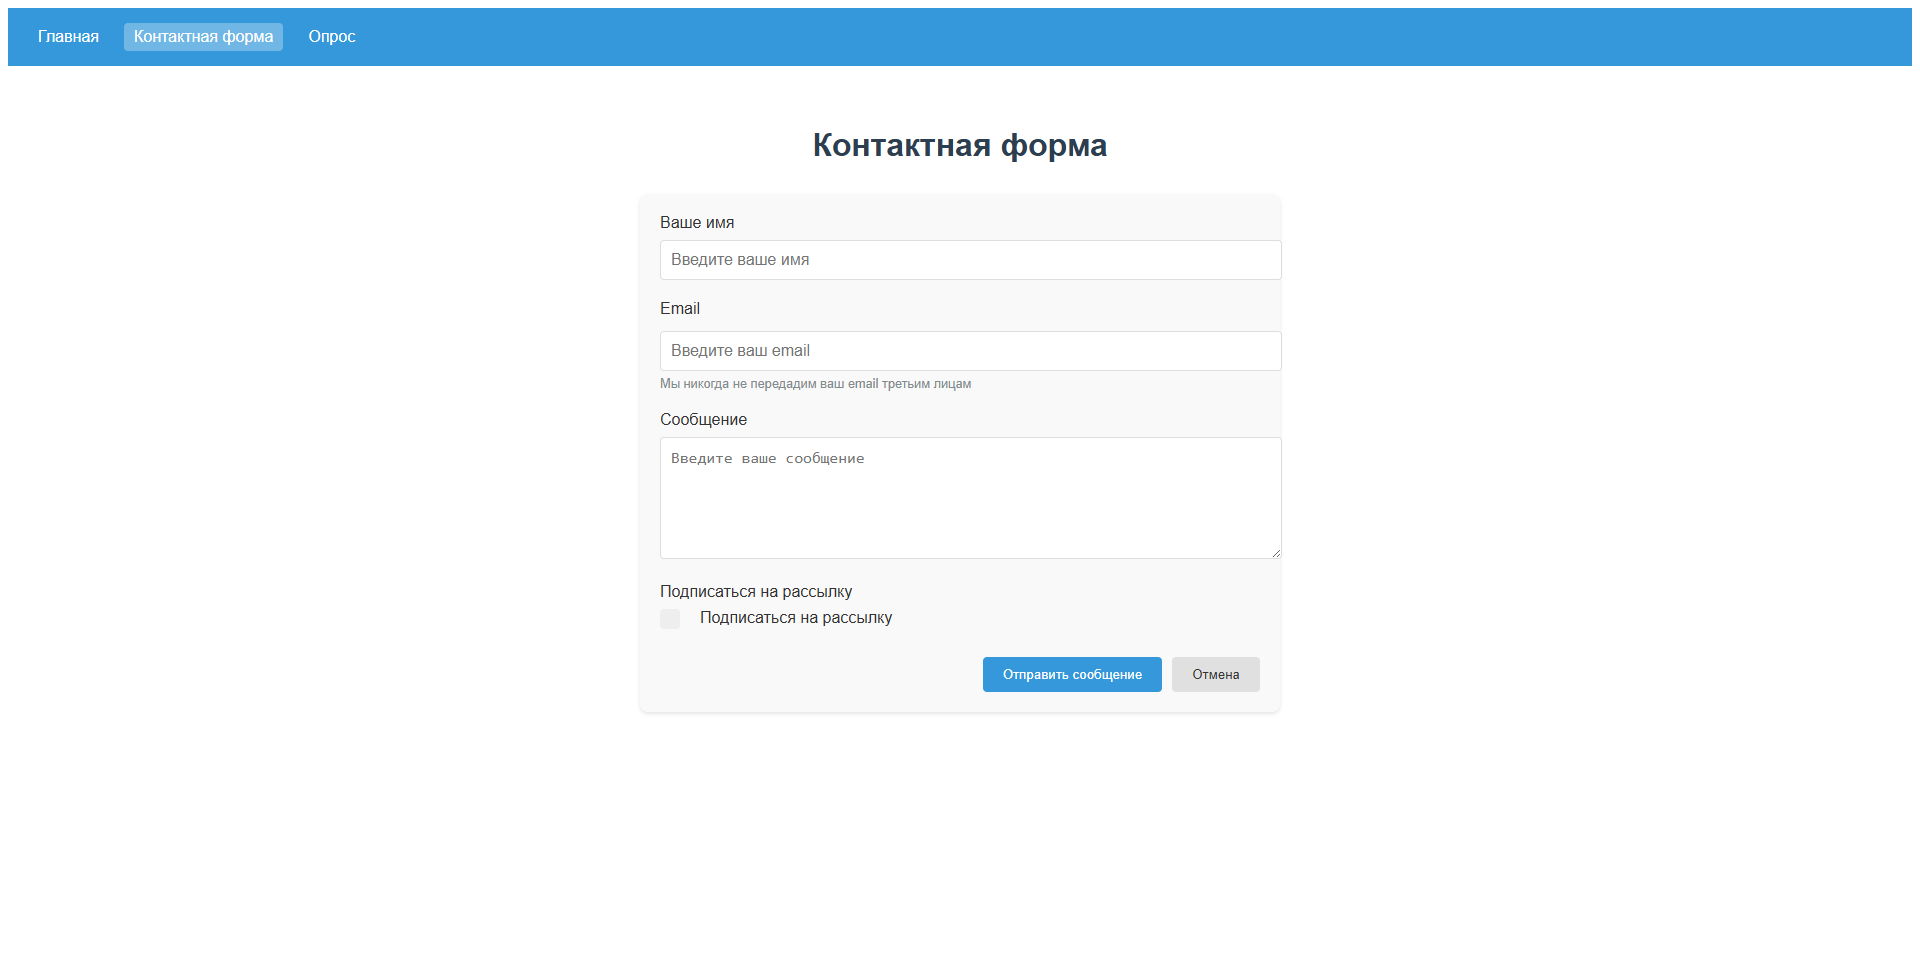 Главная Контактная форма Опрос
Контактная форма
Ваше имя
Введите ваше имя
Email
Введите ваш email
Мы никогда не передадим ваш email третьим лицам
Сообщение
Введите ваше сообщение
Подписаться на рассылку
Подписаться на рассылку
Отправить сообщение Отмена